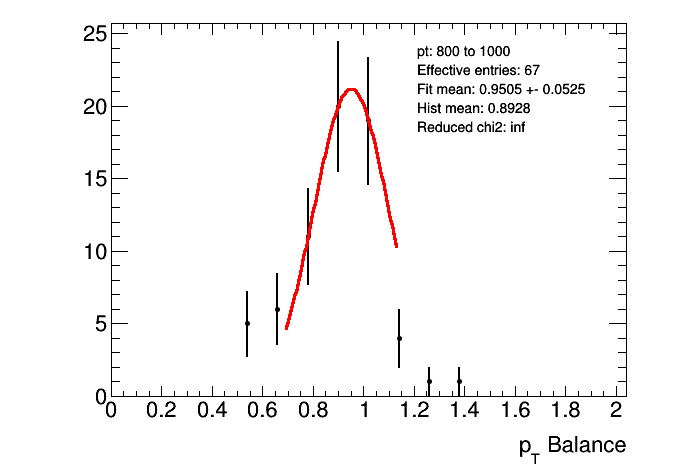 25
20
15
10
5
0
pt: 800 to 1000
Effective entries: 67
Fit mean: 0.9505 +- 0.0525
Hist mean: 0.8928
Reduced chi2: inf
0 0.2 0.4 0.6 0.8 1 1.2 1.4 1.6 1.8 2
pT Balance